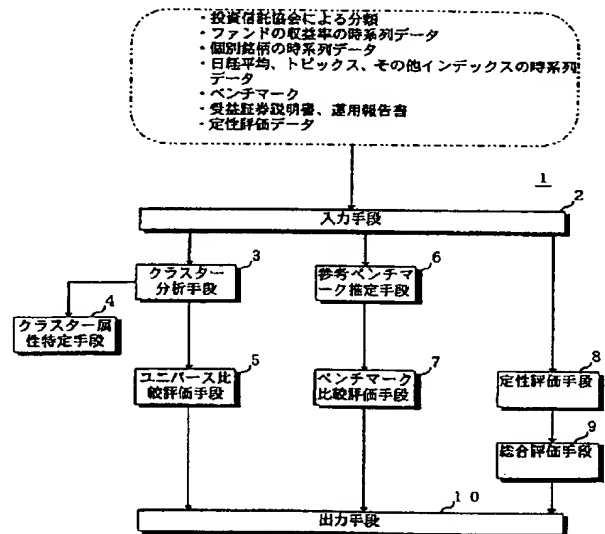 ・投資信託協会による分類
・ファンドの収益率の時系列データ
・個別銘柄の時系列データ
・日経平均、トピックス、その他インデックスの時系列
データ
・ベンチマーク
・受益証券説明書、運用報告書
・定性評価データ
1
2
入力手段
3
クラスター
分析手段
6
参考ベンチマ
ーク推定手段
4
クラスター属
性特定手段
5
ユニバース比
較評価手段
7
ベンチマーク
比較評価手段
8
定性評価手段
9
総合評価手段
10
出力手段